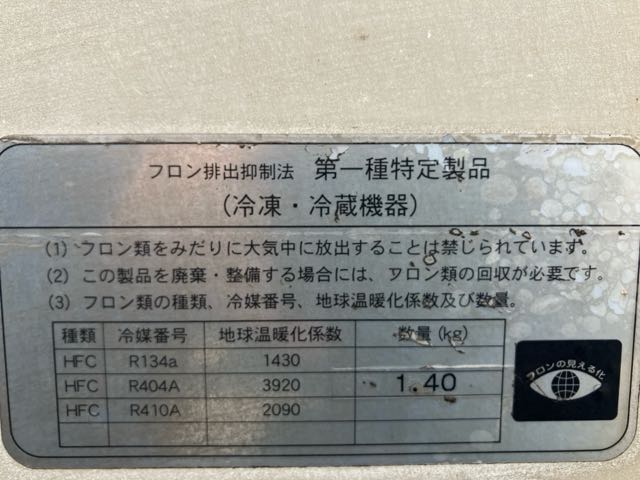 フロン排出抑制法 第一種特定製品
(冷凍・冷蔵機器)
(1) フロン類をみだりに大気中に放出することは禁じられています。
(2) この製品を廃棄・整備する場合には、フロン類の回収が必要です。
(3) フロン類の種類、冷媒番号、地球温暖化係数及び数量。
種類 冷媒番号 地球温暖化係数 数量(kg)
HFC R134a 1430
HFC R404A 3920 1.40
HFC R410A 2090
フロンの見える化